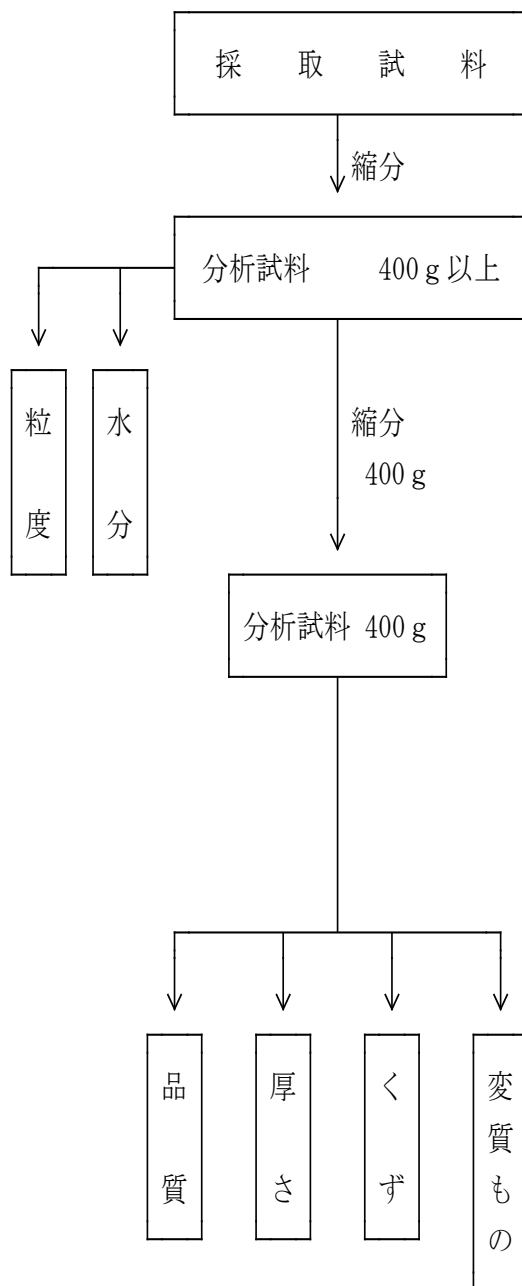 採取試料
縮分
分析試料 400ｇ以上
粒度
水分
縮分
400ｇ
分析試料 400ｇ
品質
厚さ
くず
変質もの